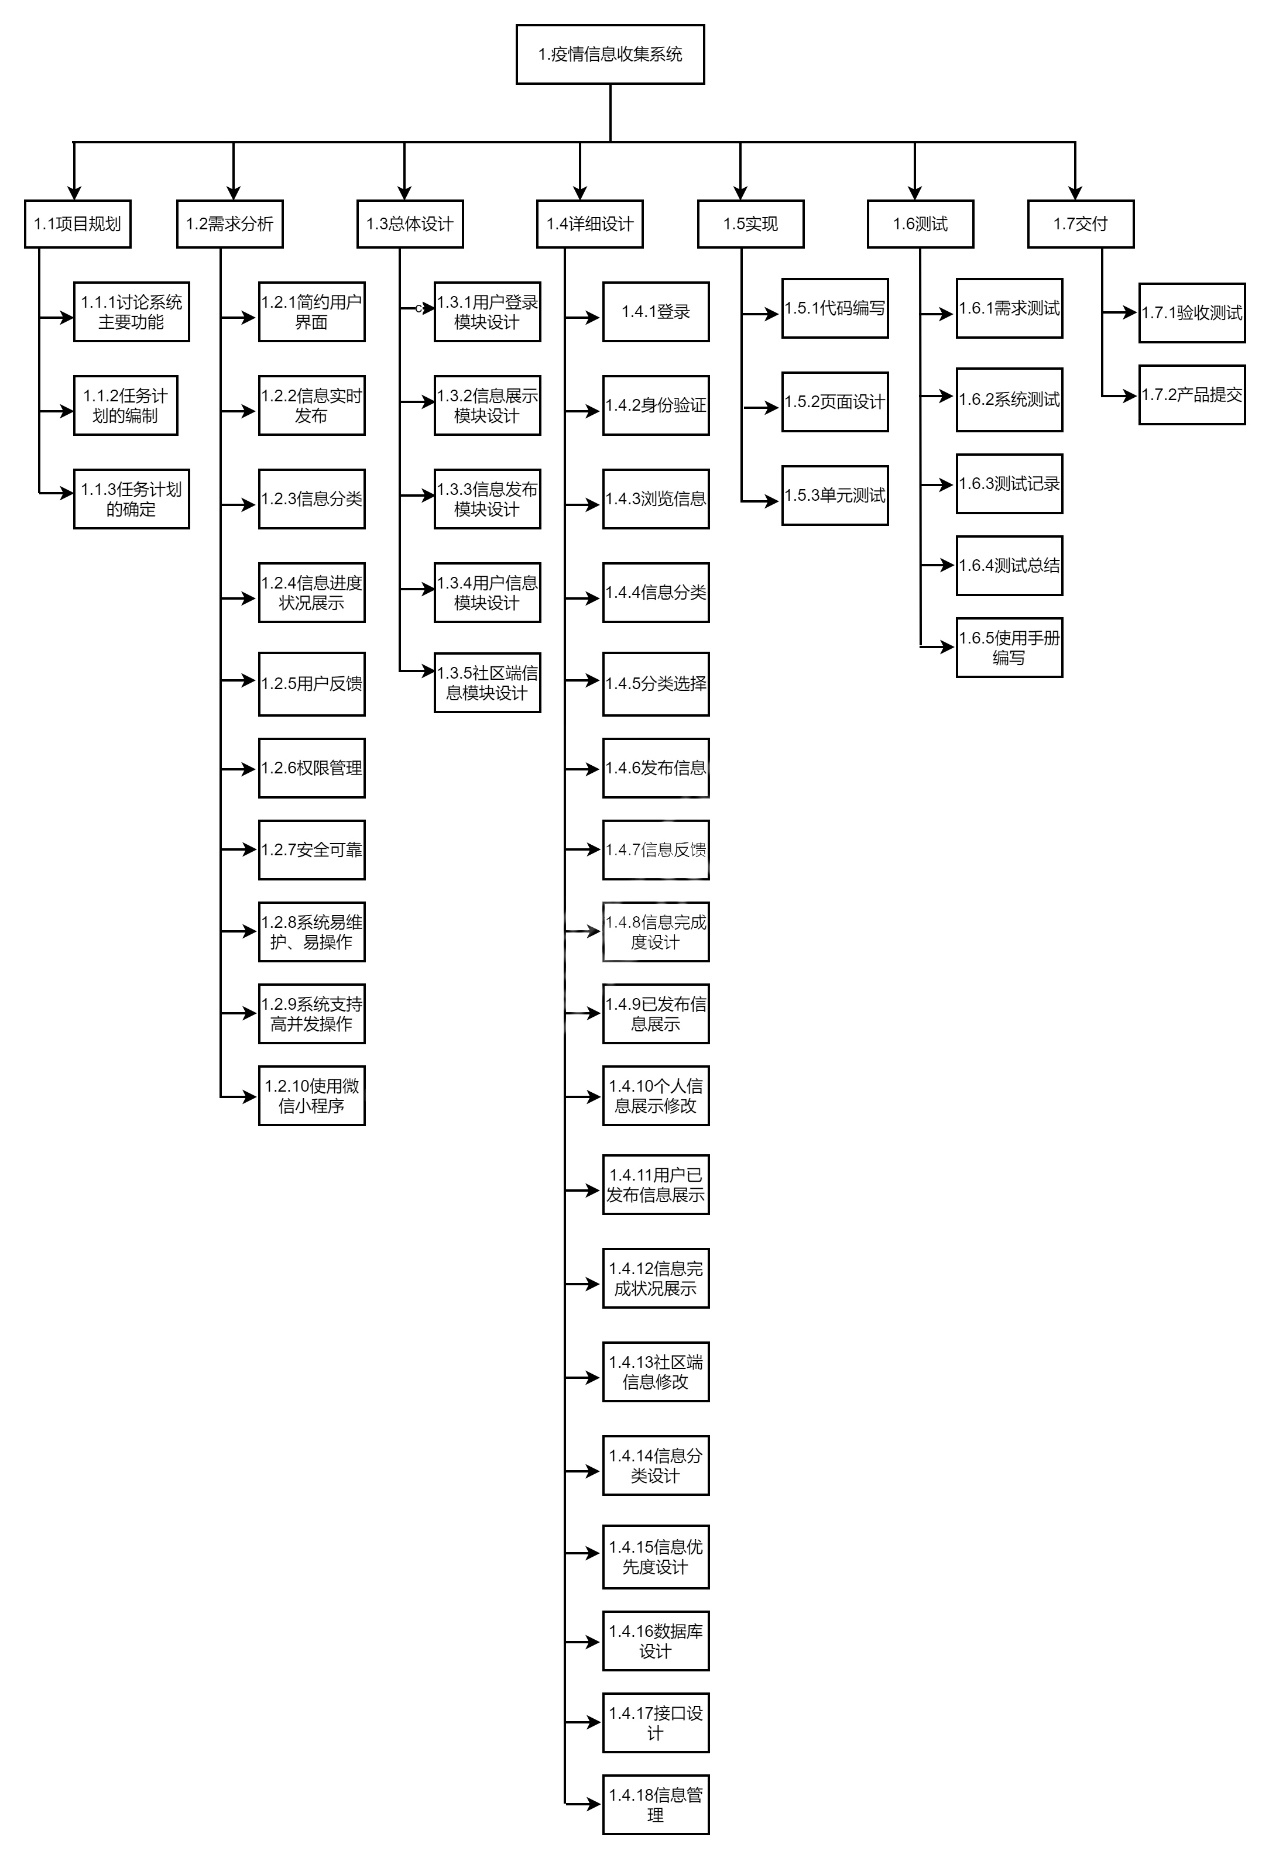 1.疫情信息收集系统
1.1项目规划
1.2需求分析
1.3总体设计
1.4详细设计
1.5实现
1.6测试
1.7交付
1.1.1讨论系统
主要功能
1.1.2任务计
划的编制
1.1.3任务计划
的确定
1.2.1简约用户
界面
1.2.2信息实时
发布
1.2.3信息分类
1.2.4信息进度
状况展示
1.2.5用户反馈
1.2.6权限管理
1.2.7安全可靠
1.2.8系统易维
护、易操作
1.2.9系统支持
高并发操作
1.2.10使用微
信小程序
C
1.3.1用户登录
模块设计
1.3.2信息展示
模块设计
1.3.3信息发布
模块设计
1.3.4用户信息
模块设计
1.3.5社区端信
息模块设计
1.4.1登录
1.4.2身份验证
1.4.3浏览信息
1.4.4信息分类
1.4.5分类选择
1.4.6发布信息
1.4.7信息反馈
1.4.8信息完成
度设计
1.4.9已发布信
息展示
1.4.10个人信
息展示修改
1.4.11用户已
发布信息展示
1.4.12信息完
成状况展示
1.4.13社区端
信息修改
1.4.14信息分
类设计
1.4.15信息优
先度设计
1.4.16数据库
设计
1.4.17接口设
计
1.4.18信息管
理
1.5.1代码编写
1.5.2页面设计
1.5.3单元测试
1.6.1需求测试
1.6.2系统测试
1.6.3测试记录
1.6.4测试总结
1.6.5使用手册
编写
1.7.1验收测试
1.7.2产品提交